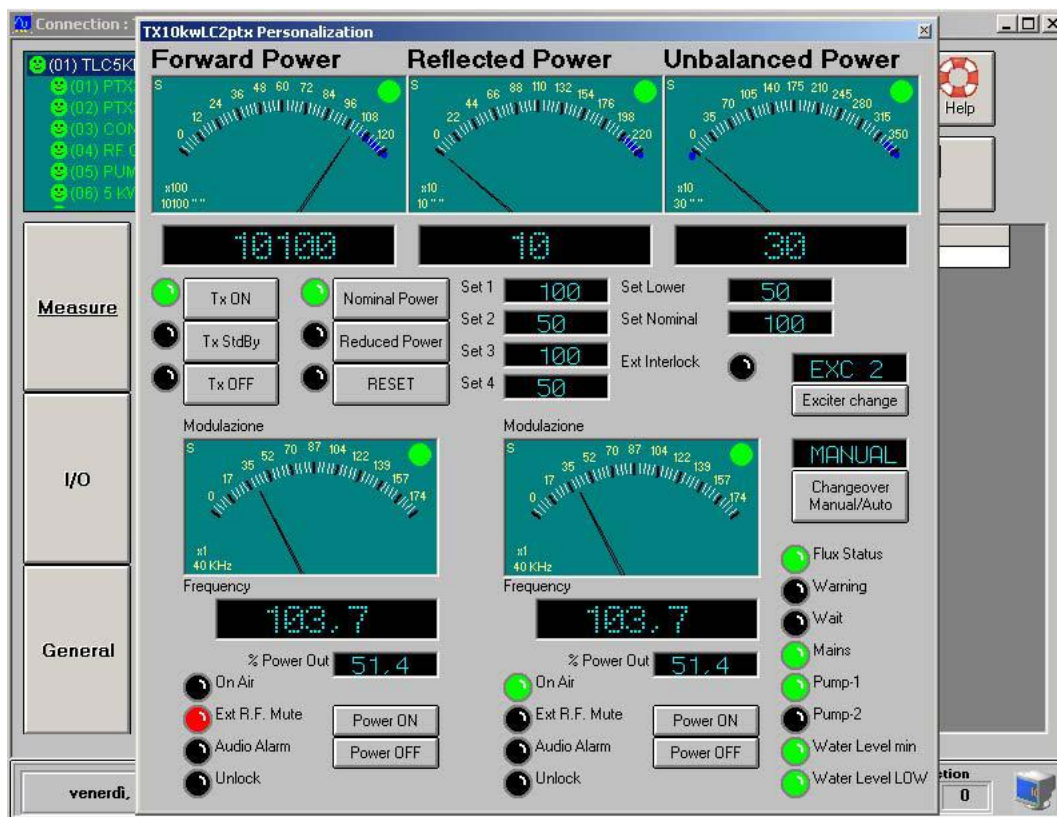 Connection :
TX10kwLC2ptx Personalization
(01) TLC5K
(01) PTX
(02) PTX
(03) CON
(04) RF
(05) PUM
(06) 5 KW
Forward Power
Reflected Power
Unbalanced Power
S
0 12 24 36 48 60 72 84 96 108 120
x100
10100 " "
S
0 22 44 66 88 110 132 154 176 198 220
x10
10 " "
S
0 35 70 105 140 175 210 245 280 315 350
x10
30 " "
Help
10100
10
30
Measure
I/O
General
Tx ON
Tx StdBy
Tx OFF
Nominal Power
Reduced Power
RESET
Set 1 100
Set 2 50
Set 3 100
Set 4 50
Set Lower 50
Set Nominal 100
Ext Interlock
EXC 2
Exciter change
MANUAL
Changeover
Manual/Auto
Modulazione
S
0 17 35 52 70 87 104 122 139 157 174
x1
40 KHz
Frequency
103.7
% Power Out 51,4
On Air
Ext R.F. Mute
Audio Alarm
Unlock
Power ON
Power OFF
Modulazione
S
0 17 35 52 70 87 104 122 139 157 174
x1
40 KHz
Frequency
103.7
% Power Out 51,4
On Air
Ext R.F. Mute
Audio Alarm
Unlock
Power ON
Power OFF
Flux Status
Warning
Wait
Mains
Pump-1
Pump-2
Water Level min
Water Level LOW
venerdì,
ction
0